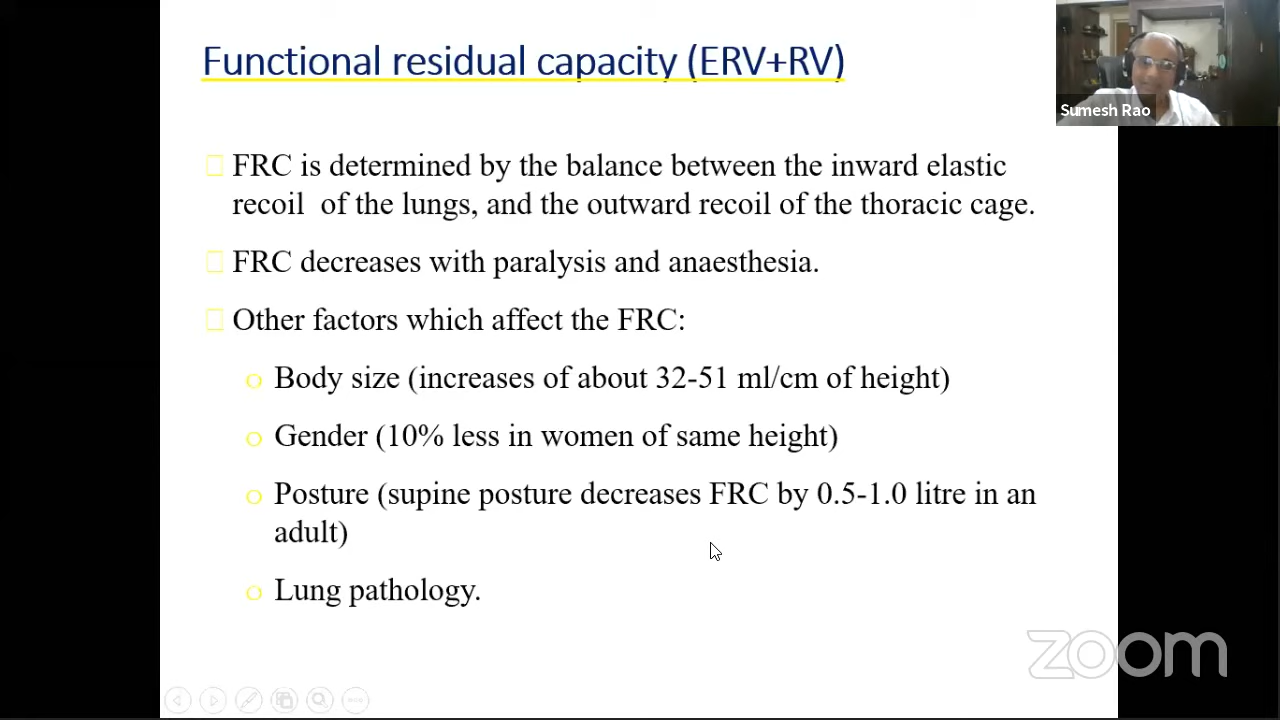 Functional residual capacity (ERV+RV)
Sumesh Rao
FRC is determined by the balance between the inward elastic
recoil  of the lungs, and the outward recoil of the thoracic cage.
FRC decreases with paralysis and anaesthesia.
Other factors which affect the FRC:
Body size (increases of about 32-51 ml/cm of height)
Gender (10% less in women of same height)
Posture (supine posture decreases FRC by 0.5-1.0 litre in an
adult)
Lung pathology.
zoom